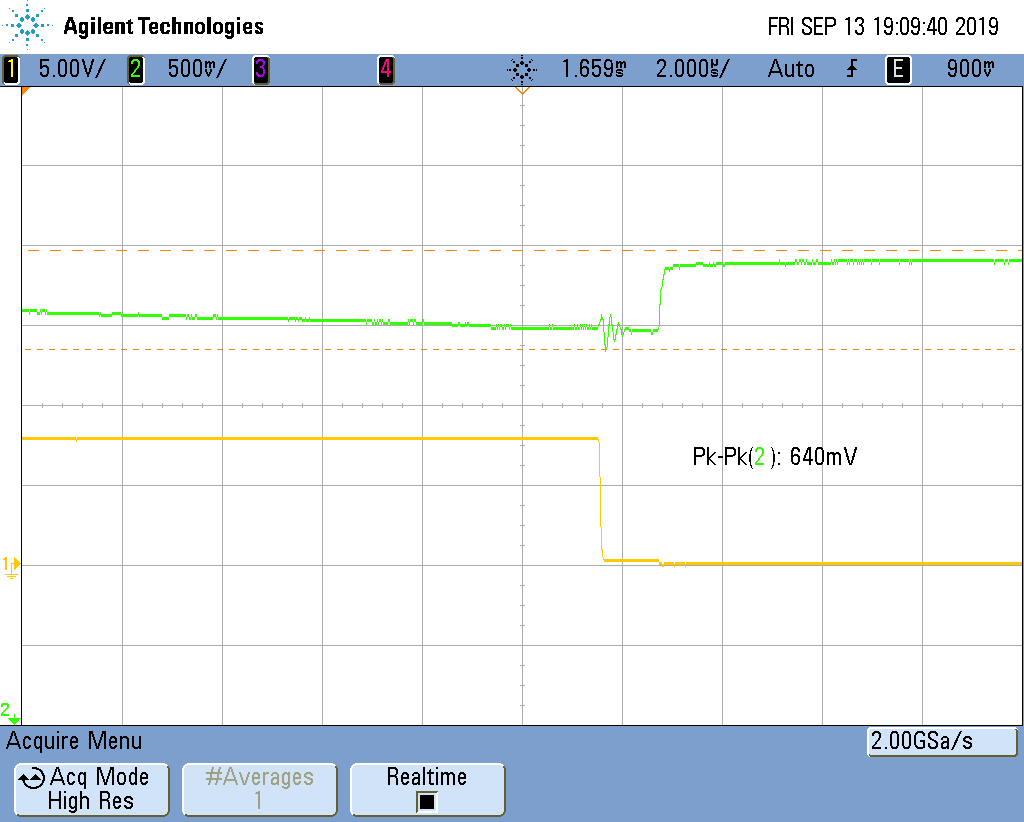 Agilent Technologies FRI SEP 13 19:09:40 2019
1 5.00V/ 2 500mV/ 3 4 1.659ms 2.000us/ Auto E 900mV
Pk-Pk(2): 640mV
1
2
Acquire Menu 2.00GSa/s
Acq Mode #Averages Realtime
High Res 1